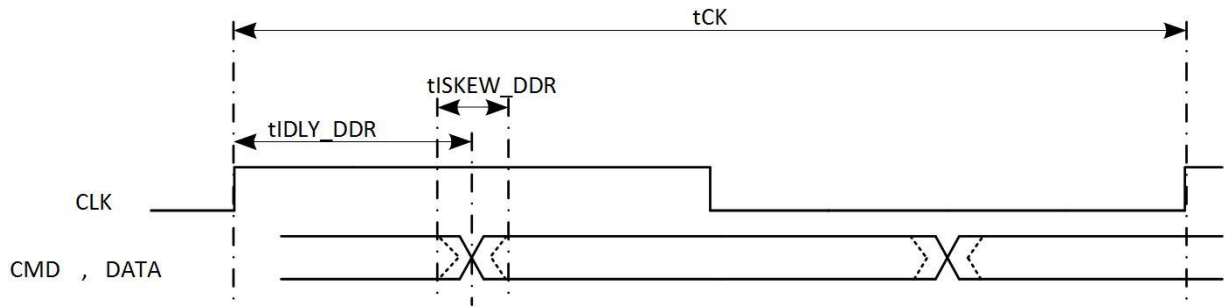 tCK
tISKEW_DDR
tIDLY_DDR
CLK
CMD , DATA